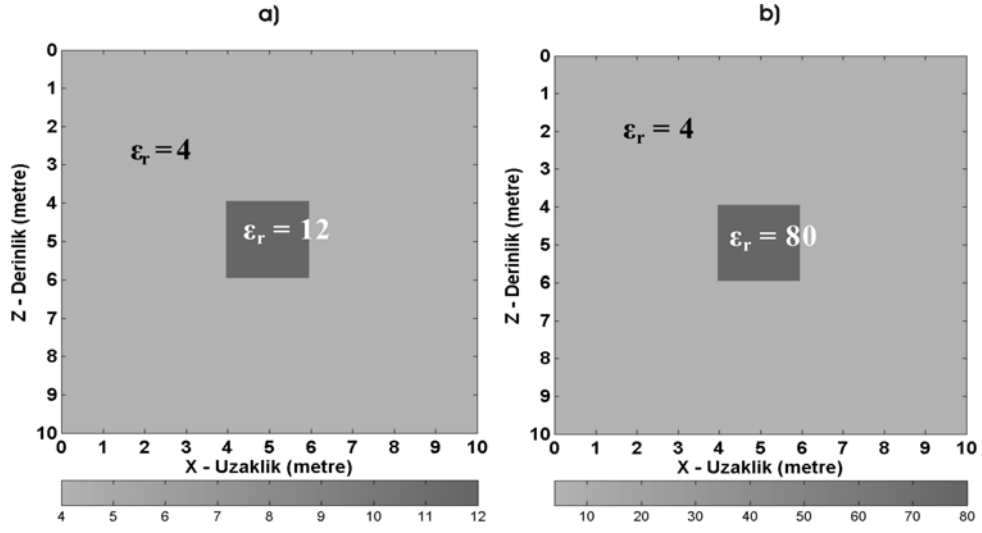 a)
0
1
2
3
4
5
6
7
8
9
10
Z - Derinlik (metre)
εr = 4
εr = 12
0 1 2 3 4 5 6 7 8 9 10
X - Uzaklik (metre)
4 5 6 7 8 9 10 11 12
b)
0
1
2
3
4
5
6
7
8
9
10
Z - Derinlik (metre)
εr = 4
εr = 80
0 1 2 3 4 5 6 7 8 9 10
X - Uzaklik (metre)
10 20 30 40 50 60 70 80